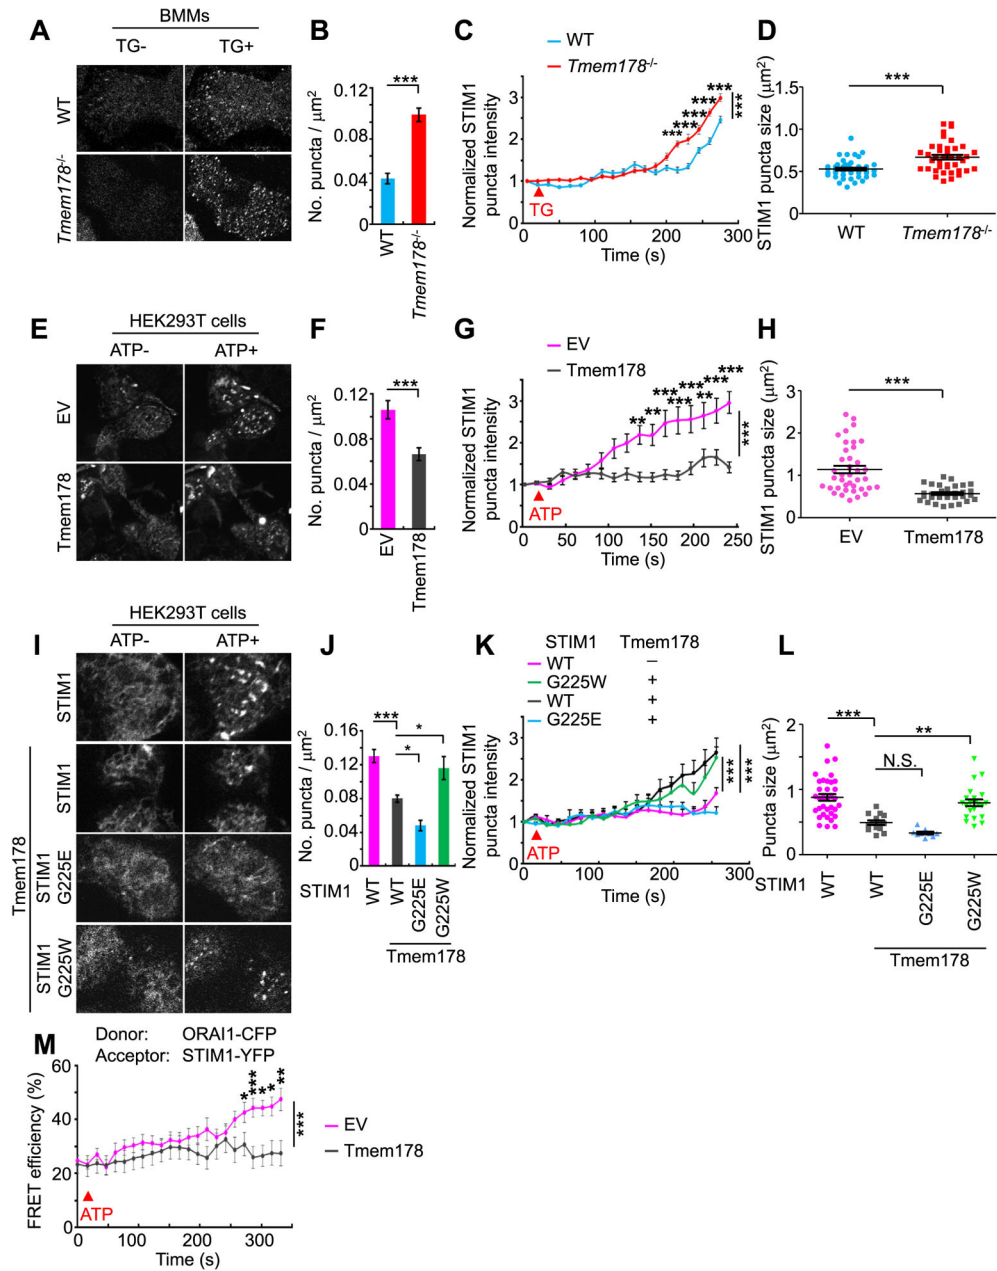 A
BMMs
TG- TG+
WT
Tmem178-/-
B
***
No. puncta / µm2
0.12
0.08
0.04
0
WT
Tmem178-/-
C
WT
Tmem178-/-
Normalized STIM1
puncta intensity
3
2
1
0
*** *** *** *** ***
***
TG
0 100 200 300
Time (s)
D
***
STIM1 puncta size (µm2)
1.5
1.0
0.5
0
WT Tmem178-/-
E
HEK293T cells
ATP- ATP+
EV
Tmem178
F
***
No. puncta / µm2
0.12
0.08
0.04
0
EV
Tmem178
G
EV
Tmem178
Normalized STIM1
puncta intensity
3
2
1
0
** ** *** *** *** ** *** ***
***
ATP
0 50 100 150 200 250
Time (s)
H
***
STIM1 puncta size (µm2)
3
2
1
0
EV Tmem178
I
HEK293T cells
ATP- ATP+
STIM1
STIM1
STIM1
G225E
STIM1
G225W
Tmem178
J
*** * *
No. puncta / µm2
0.16
0.12
0.08
0.04
0
STIM1 WT WT G225E G225W
Tmem178
K
STIM1 Tmem178
WT –
G225W +
WT +
G225E +
Normalized STIM1
puncta intensity
3
2
1
0
*** ***
ATP
0 100 200 300
Time (s)
L
*** **
N.S.
Puncta size (µm2)
2
1
0
STIM1 WT WT G225E G225W
Tmem178
M
Donor: ORAI1-CFP
Acceptor: STIM1-YFP
FRET efficiency (%)
60
40
20
0
* *** * * **
***
EV
Tmem178
ATP
0 100 200 300
Time (s)